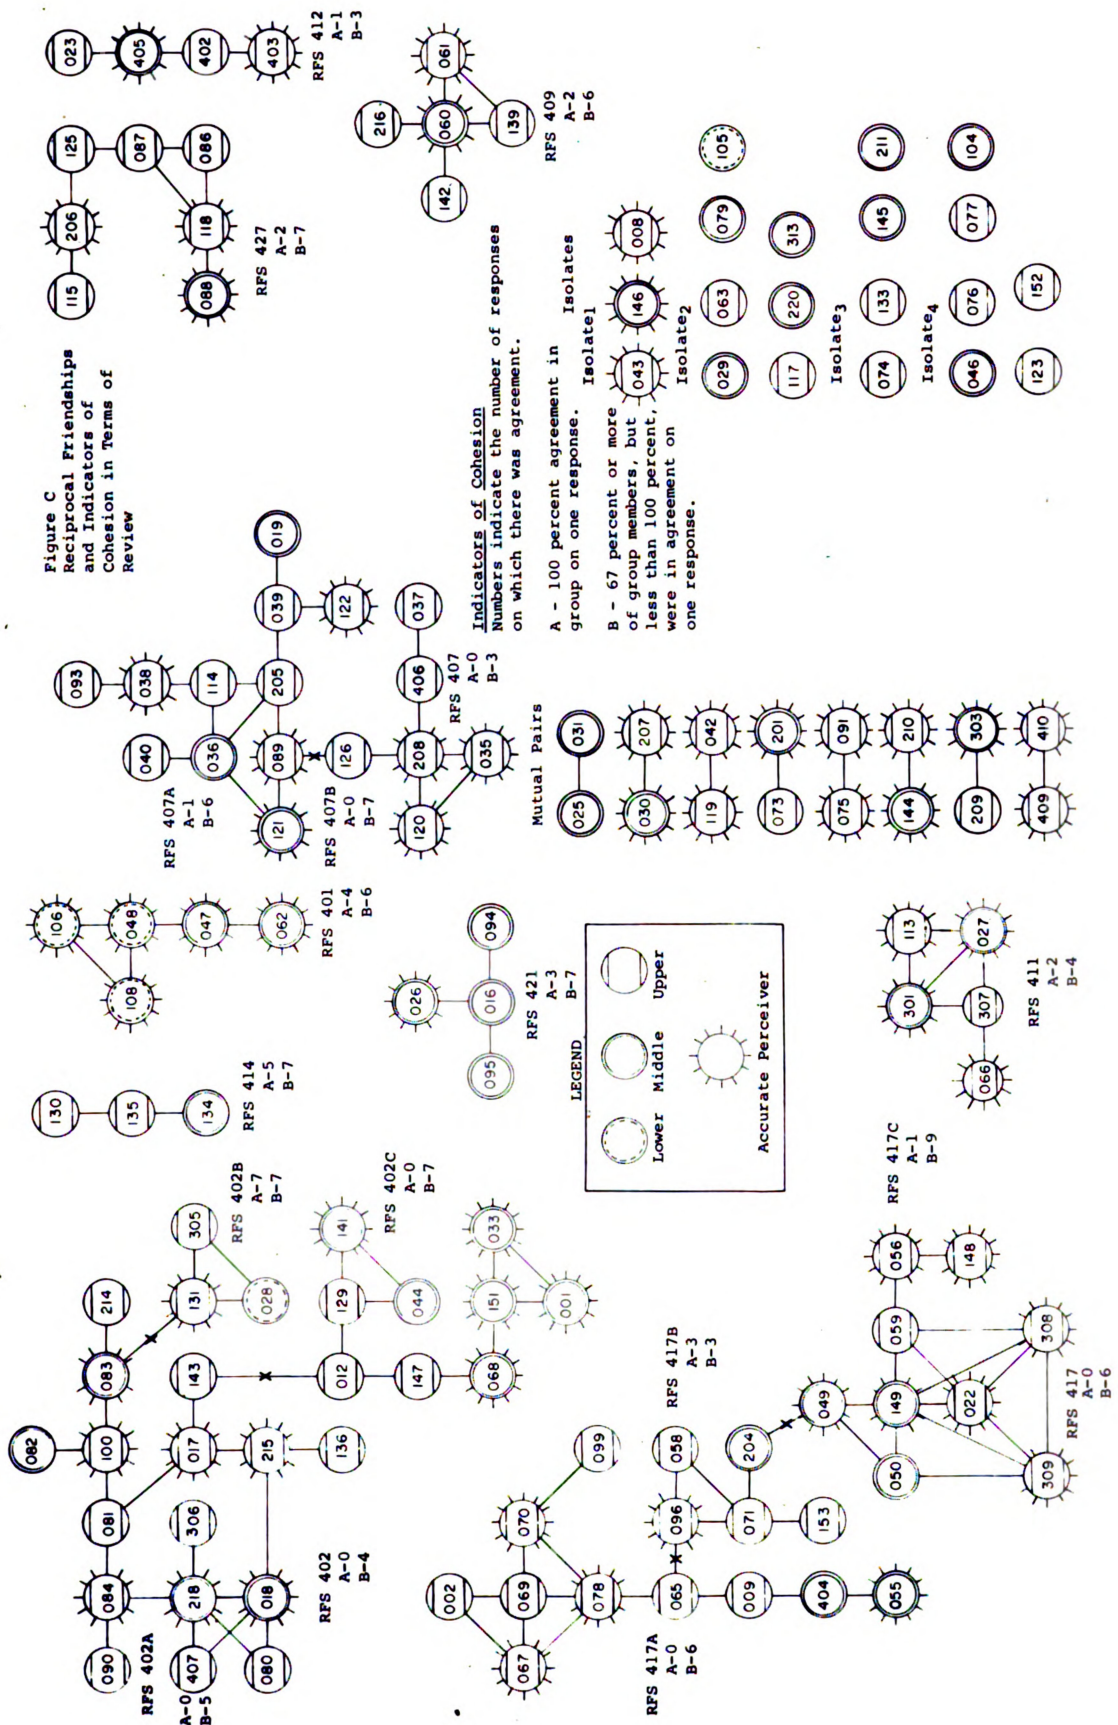 Figure C
Reciprocal Friendships
and Indicators of
Cohesion in Terms of
Review
082
090
084
081
100
083
214
407
218
306
017
143
131
305
080
018
215
136
028
RFS 402A
A-0
B-5
RFS 402
A-0
B-4
RFS 402B
A-7
B-7
012
129
141
044
147
068
151
033
001
RFS 402C
A-0
B-7
130
135
134
RFS 414
A-5
B-7
106
108
048
047
062
RFS 401
A-4
B-6
093
040
038
036
114
121
089
205
039
019
122
RFS 407A
A-1
B-6
RFS 407B
A-0
B-7
126
120
208
406
037
035
RFS 407
A-0
B-3
115
206
125
087
088
118
086
RFS 427
A-2
B-7
023
405
402
403
RFS 412
A-1
B-3
002
067
069
070
099
078
065
096
058
009
071
204
404
153
055
RFS 417A
A-0
B-6
RFS 417B
A-3
B-3
049
050
149
059
056
022
148
309
308
RFS 417
A-0
B-6
RFS 417C
A-1
B-9
026
095
016
094
RFS 421
A-3
B-7
LEGEND
Lower
Middle
Upper
Accurate Perceiver
301
113
027
066
307
RFS 411
A-2
B-4
Mutual Pairs
025
031
030
207
119
042
073
201
075
091
144
210
209
303
409
410
216
142
060
061
139
RFS 409
A-2
B-6
Indicators of Cohesion
Numbers indicate the number of responses
on which there was agreement.
A - 100 percent agreement in
group on one response.
B - 67 percent or more
of group members, but
less than 100 percent,
were in agreement on
one response.
Isolates
Isolate1
043
146
008
Isolate2
029
063
079
105
117
220
313
Isolate3
074
133
145
211
Isolate4
046
076
077
104
123
152